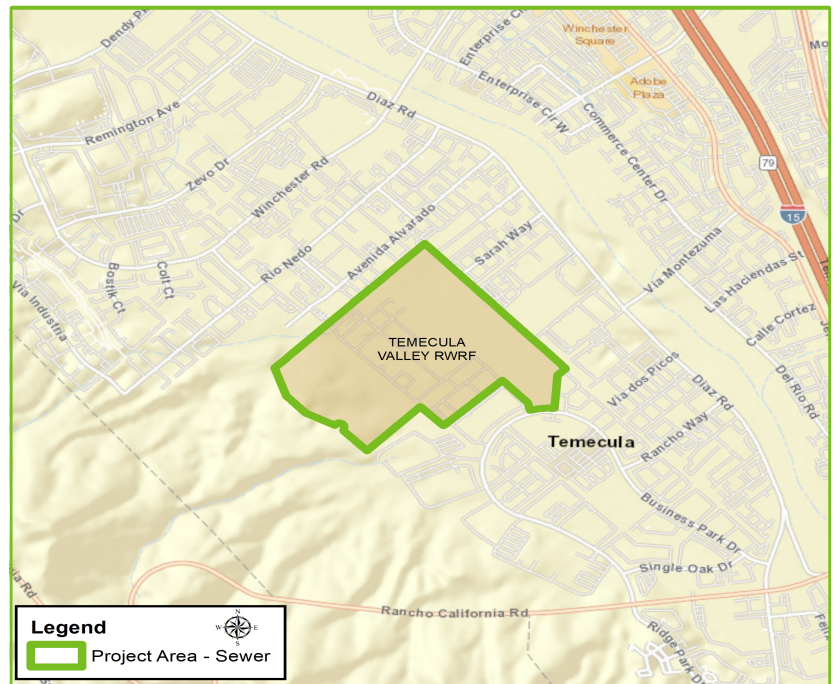 Dendy
Enterprise Cir
Winchester
Square
Adobe
Plaza
Enterprise Cir W
Diaz Rd
Remington Ave
Commerce Center Dr
Zevo Dr
79
Winchester Rd
15
Avenida Alvarado
Sarah Way
Rio Nedo
Via Montezuma
Las Haciendas St
Bostik Ct
Colt Ct
Via Industria
Calle Cortez
TEMECULA
VALLEY RWRF
Via dos Picos
Diaz Rd
Del Rio Rd
Rancho Way
Temecula
Business Park Dr
Single Oak Dr
Rancho California Rd
Ridge Park Dr
Legend
N
W E
S
Project Area - Sewer